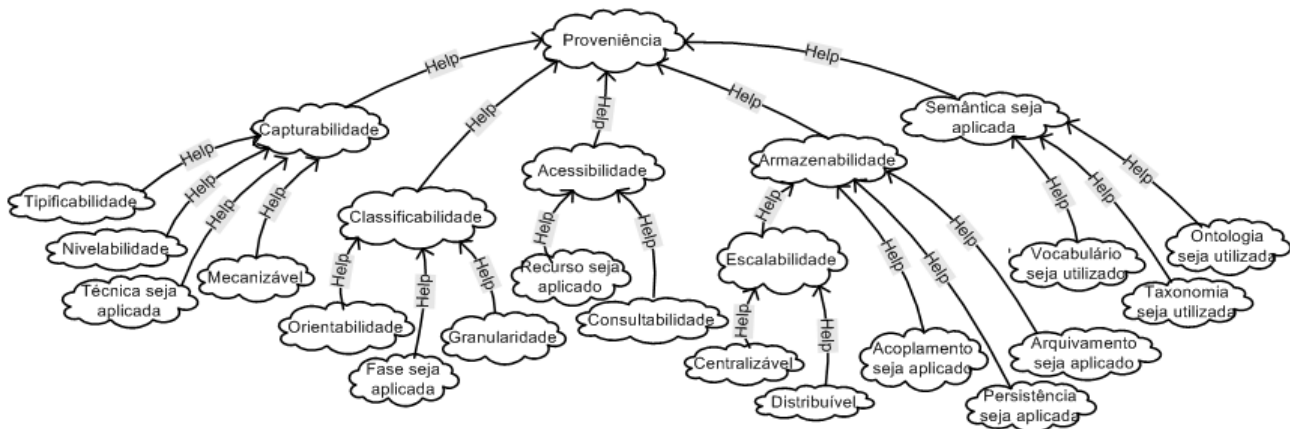 Proveniência
Help
Help
Help
Help
Help
Capturabilidade
Semântica seja
aplicada
Acessibilidade
Armazenabilidade
Classificabilidade
Help
Help
Help
Help
Tipificabilidade
Nivelabilidade
Técnica seja
aplicada
Mecanizável
Help
Help
Help
Orientabilidade
Fase seja
aplicada
Granularidade
Help
Help
Recurso seja
aplicado
Consultabilidade
Help
Help
Help
Help
Escalabilidade
Help
Help
Centralizável
Distribuível
Acoplamento
seja aplicado
Persistência
seja aplicada
Arquivamento
seja aplicado
Help
Help
Help
Vocabulário
seja utilizado
Taxonomia
seja utilizada
Ontologia
seja utilizada